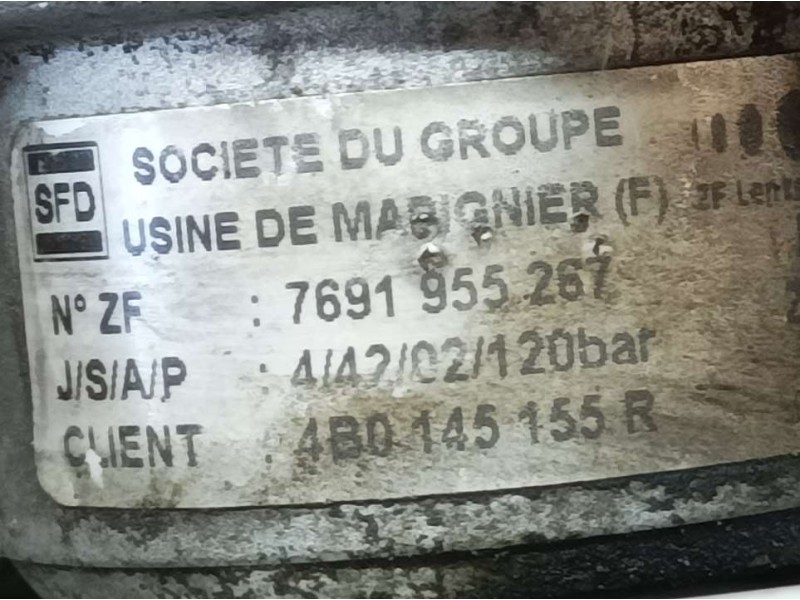 SFD
SOCIETE DU GROUPE
USINE DE MARIGNIER (F) ZF
N° ZF : 7691 955 267
J/S/A/P : 4/42/02/120bar
CLIENT : 4B0 145 155 R